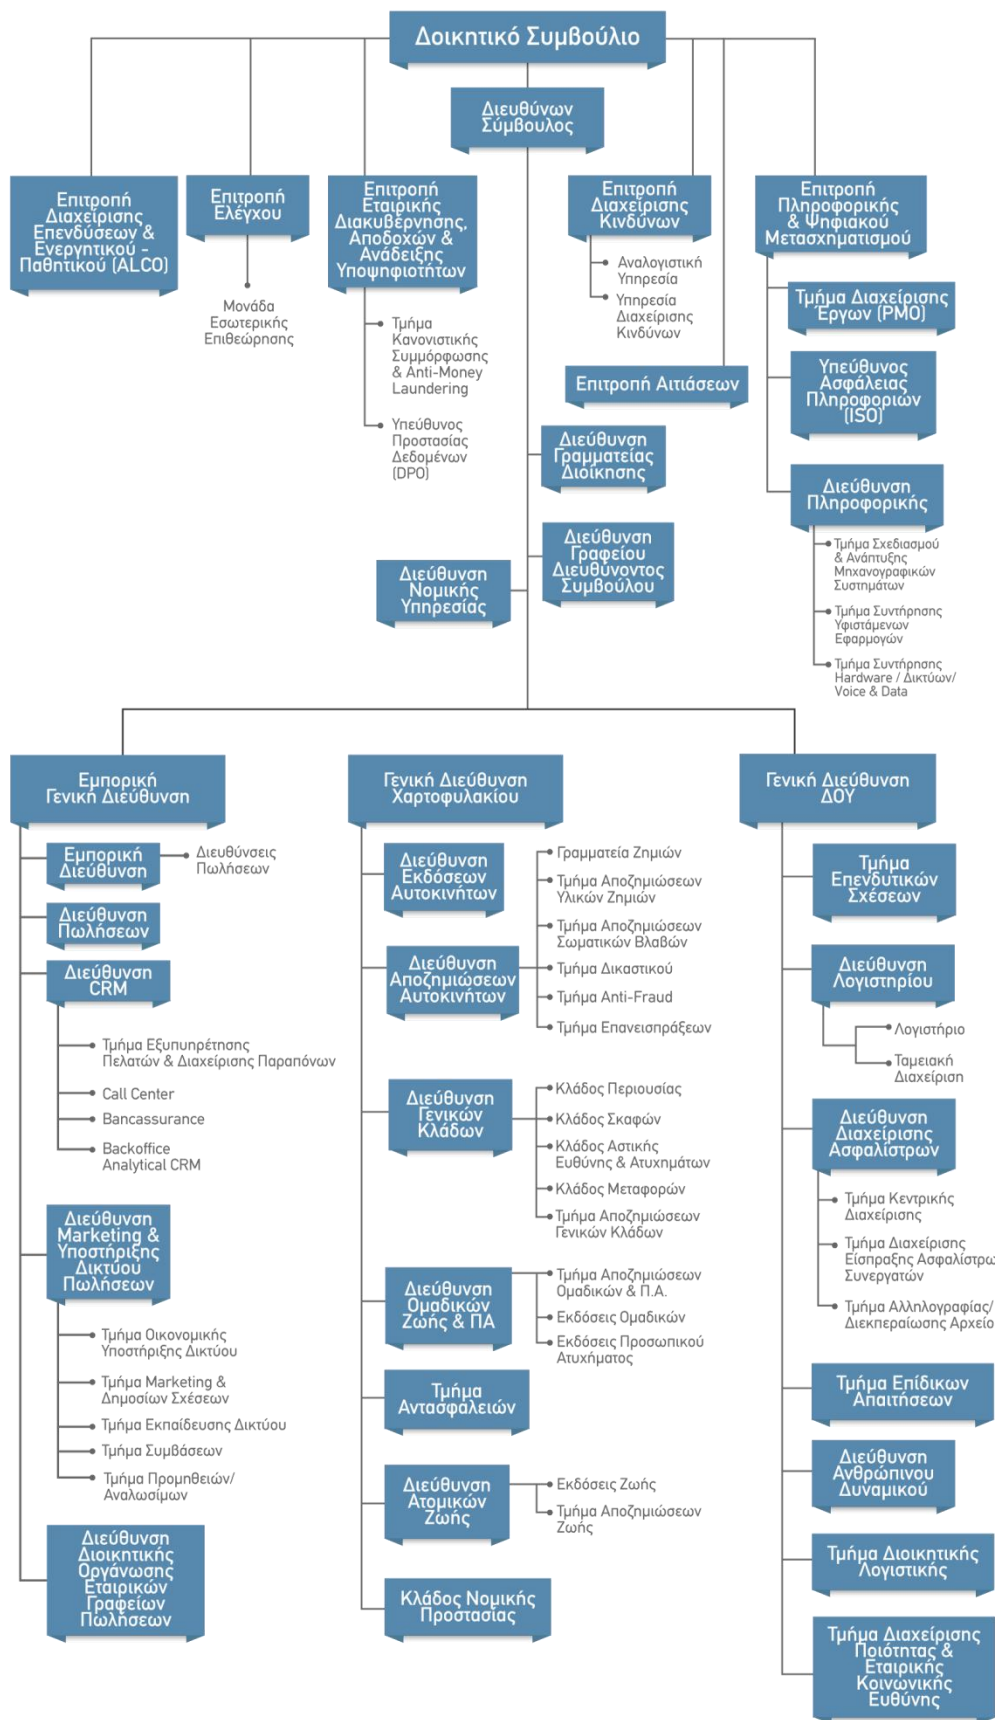 Δοικητικό Συμβούλιο
Διευθύνων
Σύμβουλος
Επιτροπή
Διαχείρισης
Επενδύσεων &
Ενεργητικού -
Παθητικού (ALCO)
Επιτροπή
Ελέγχου
Μονάδα
Εσωτερικής
Επιθεώρησης
Επιτροπή
Εταιρικής
Διακυβέρνησης,
Αποδοχών &
Ανάδειξης
Υποψηφιοτήτων
Τμήμα
Κανονιστικής
Συμμόρφωσης
& Anti-Money
Laundering
Υπεύθυνος
Προστασίας
Δεδομένων
(DPO)
Επιτροπή
Διαχείρισης
Κινδύνων
Αναλογιστική
Υπηρεσία
Υπηρεσία
Διαχείρισης
Κινδύνων
Επιτροπή Αιτιάσεων
Επιτροπή
Πληροφορικής
& Ψηφιακού
Μετασχηματισμού
Τμήμα Διαχείρισης
Έργων (PMO)
Υπεύθυνος
Ασφάλειας
Πληροφοριών
(ISO)
Διεύθυνση
Πληροφορικής
Τμήμα Σχεδιασμού
& Ανάπτυξης
Μηχανογραφικών
Συστημάτων
Τμήμα Συντήρησης
Υφιστάμενων
Εφαρμογών
Τμήμα Συντήρησης
Hardware / Δικτύων/
Voice & Data
Διεύθυνση
Γραμματείας
Διοίκησης
Διεύθυνση
Γραφείου
Διευθύνοντος
Συμβούλου
Διεύθυνση
Νομικής
Υπηρεσίας
Εμπορική
Γενική Διεύθυνση
Εμπορική
Διεύθυνση
Διευθύνσεις
Πωλήσεων
Διεύθυνση
Πωλήσεων
Διεύθυνση
CRM
Τμήμα Εξυπυπρέτησης
Πελατών & Διαχείρισης Παραπόνων
Call Center
Bancassurance
Backoffice
Analytical CRM
Διεύθυνση
Marketing &
Υποστήριξης
Δικτύου
Πωλήσεων
Τμήμα Οικονομικής
Υποστήριξης Δικτύου
Τμήμα Marketing &
Δημοσίων Σχέσεων
Τμήμα Εκπαίδευσης Δικτύου
Τμήμα Συμβάσεων
Τμήμα Προμηθειών/
Αναλωσίμων
Διεύθυνση
Διοικητικής
Οργάνωσης
Εταιρικών
Γραφείων
Πωλήσεων
Γενική Διεύθυνση
Χαρτοφυλακίου
Διεύθυνση
Εκδόσεων
Αυτοκινήτων
Διεύθυνση
Αποζημιώσεων
Αυτοκινήτων
Γραμματεία Ζημιών
Τμήμα Αποζημιώσεων
Υλικών Ζημιών
Τμήμα Αποζημιώσεων
Σωματικών Βλαβών
Τμήμα Δικαστικού
Τμήμα Anti-Fraud
Τμήμα Επανεισπράξεων
Διεύθυνση
Γενικών
Κλάδων
Κλάδος Περιουσίας
Κλάδος Σκαφών
Κλάδος Αστικής
Ευθύνης & Ατυχημάτων
Κλάδος Μεταφορών
Τμήμα Αποζημιώσεων
Γενικών Κλάδων
Διεύθυνση
Ομαδικών
Ζωής & ΠΑ
Τμήμα Αποζημιώσεων
Ομαδικών & Π.Α.
Εκδόσεις Ομαδικών
Εκδόσεις Προσωπικού
Ατυχήματος
Τμήμα
Αντασφαλειών
Διεύθυνση
Ατομικών
Ζωής
Εκδόσεις Ζωής
Τμήμα Αποζημιώσεων
Ζωής
Κλάδος Νομικής
Προστασίας
Γενική Διεύθυνση
ΔΟΥ
Τμήμα
Επενδυτικών
Σχέσεων
Διεύθυνση
Λογιστηρίου
Λογιστήριο
Ταμειακή
Διαχείριση
Διεύθυνση
Διαχείρισης
Ασφαλίστρων
Τμήμα Κεντρικής
Διαχείρισης
Τμήμα Διαχείρισης
Είσπραξης Ασφαλίστρω
Συνεργατών
Τμήμα Αλληλογραφίας/
Διεκπεραίωσης Αρχείο
Τμήμα Επίδικων
Απαιτήσεων
Διεύθυνση
Ανθρώπινου
Δυναμικού
Τμήμα Διοικητικής
Λογιστικής
Τμήμα Διαχείρισης
Ποιότητας &
Εταιρικής
Κοινωνικής
Ευθύνης